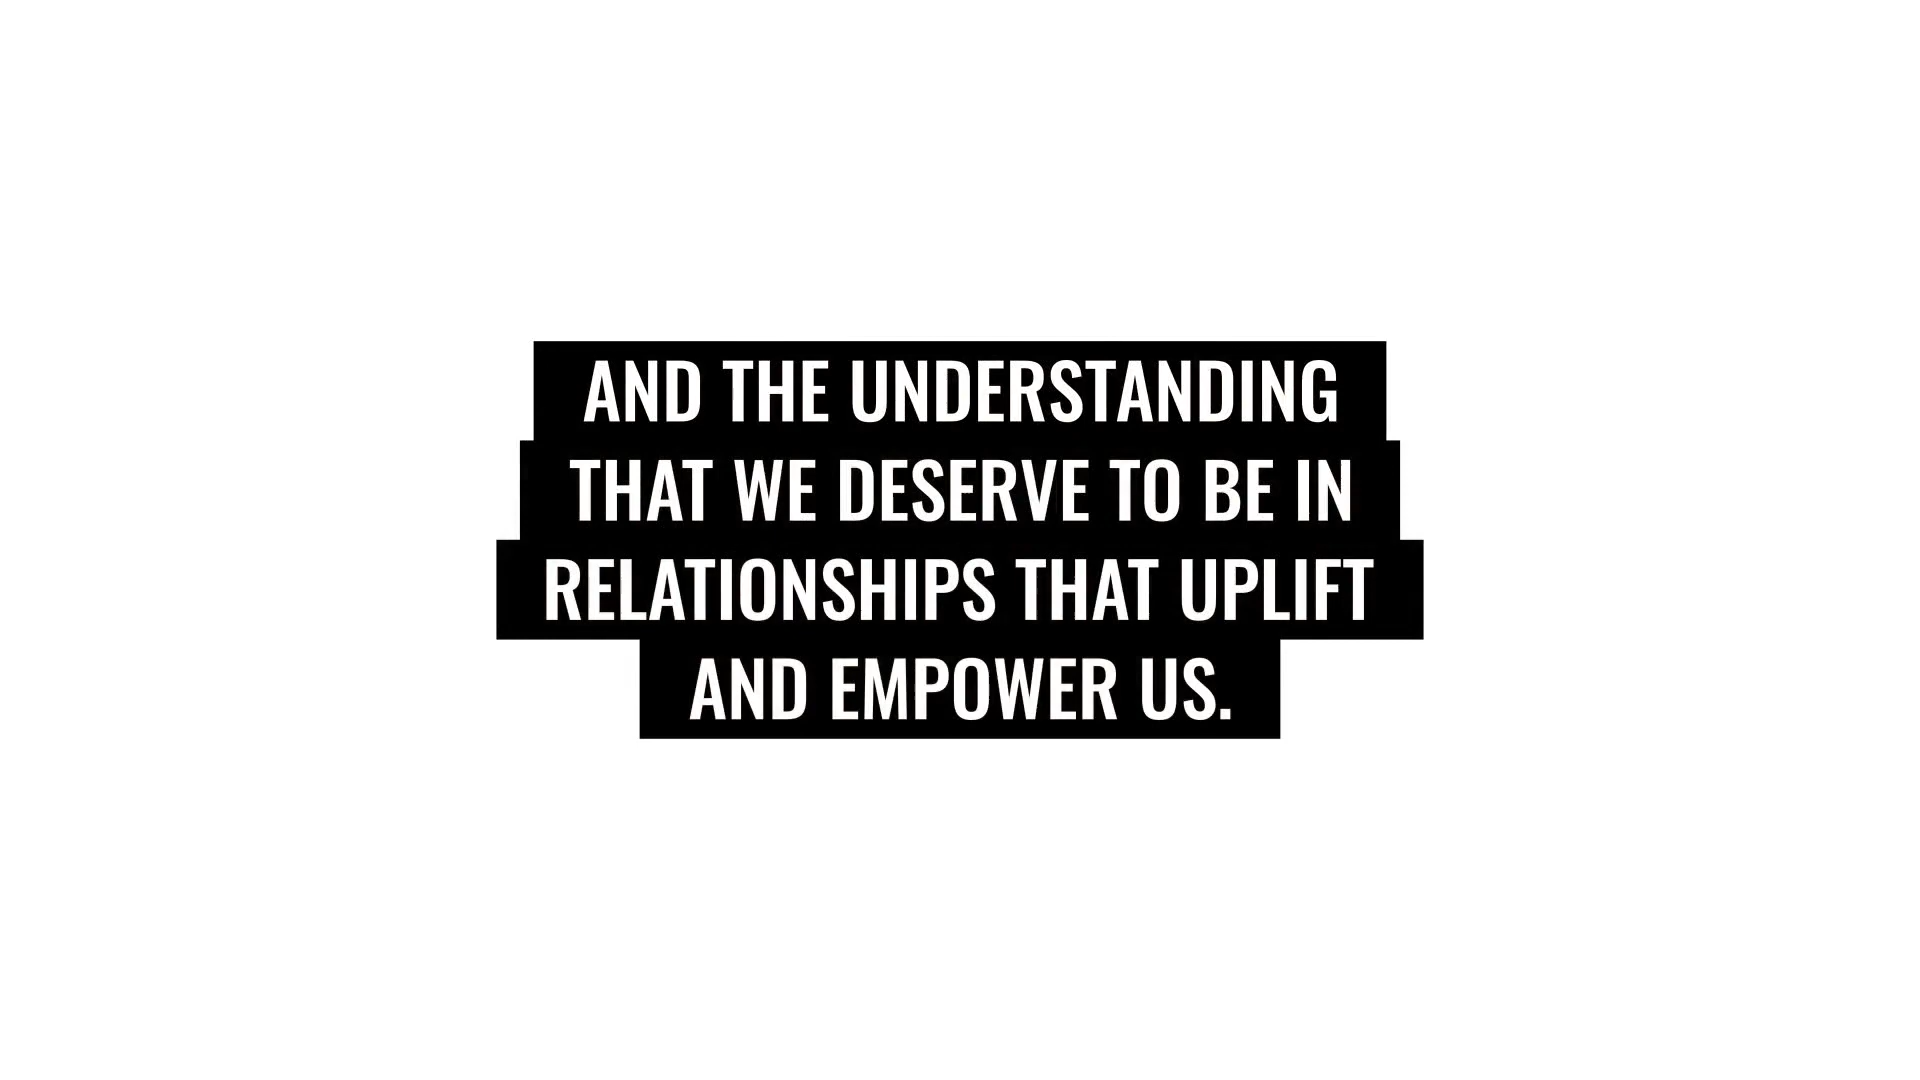 AND THE UNDERSTANDING
THAT WE DESERVE TO BE IN
RELATIONSHIPS THAT UPLIFT
AND EMPOWER US.